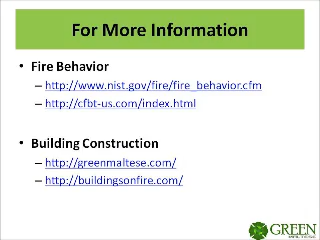 For More Information
• Fire Behavior
– http://www.nist.gov/fire/fire_behavior.cfm
– http://cfbt-us.com/index.html
• Building Construction
– http://greenmaltese.com/
– http://buildingsonfire.com/
GREEN